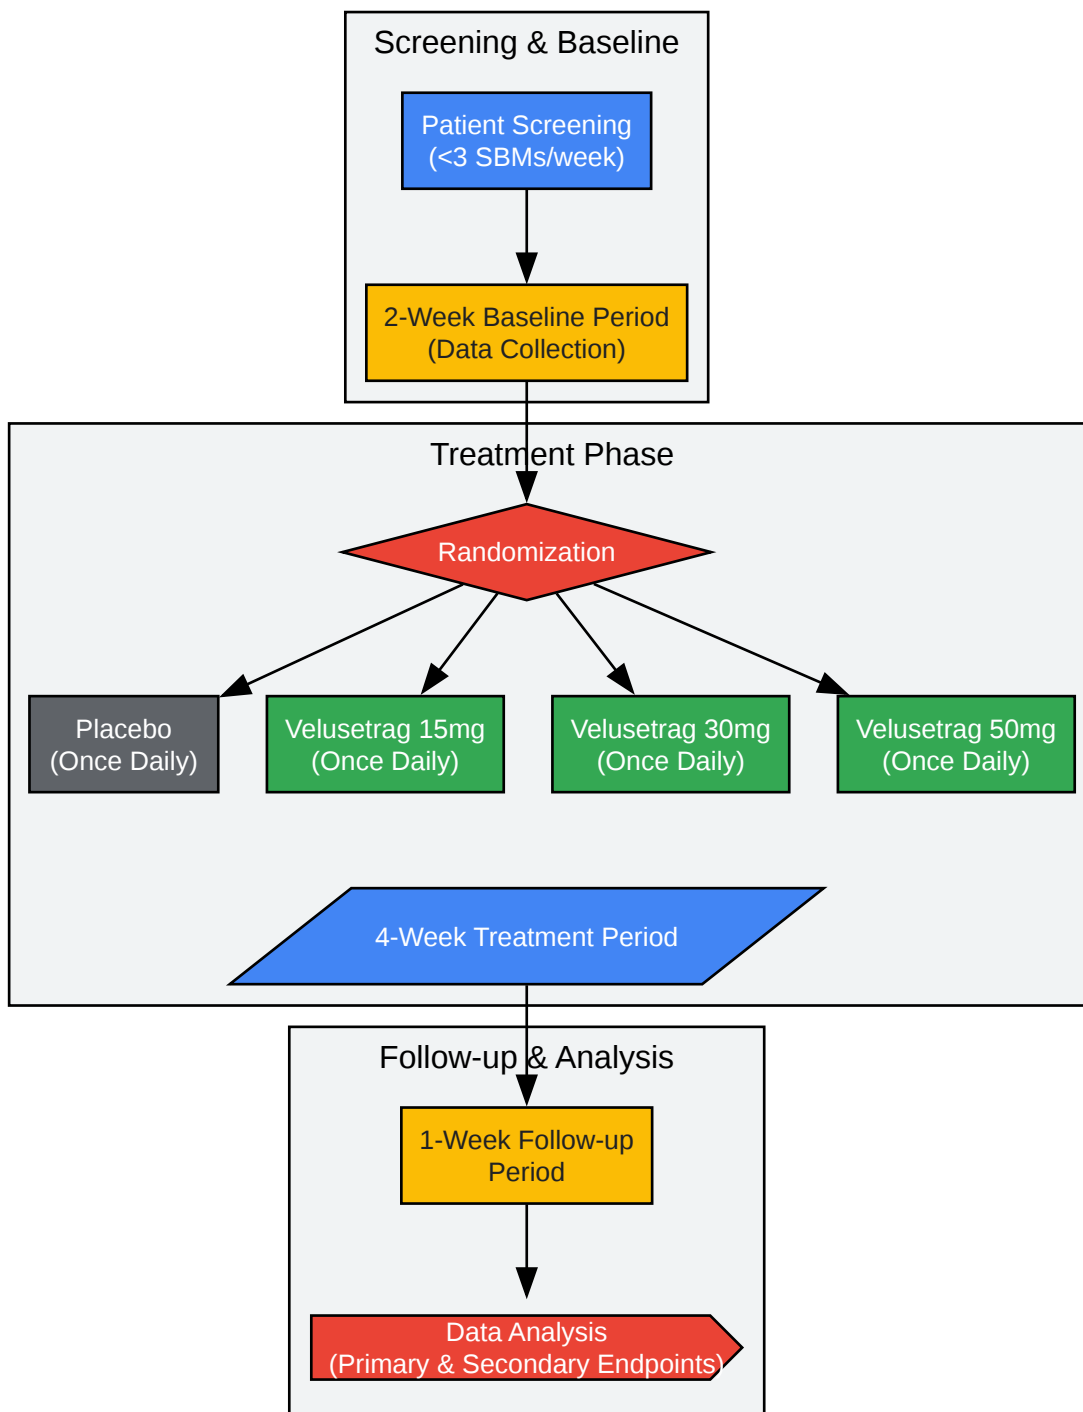 Screening & Baseline
Patient Screening
(<3 SBMs/week)
2-Week Baseline Period
(Data Collection)
Treatment Phase
Randomization
Placebo
(Once Daily)
Velusetrag 15mg
(Once Daily)
Velusetrag 30mg
(Once Daily)
Velusetrag 50mg
(Once Daily)
4-Week Treatment Period
Follow-up & Analysis
1-Week Follow-up
Period
Data Analysis
(Primary & Secondary Endpoints)